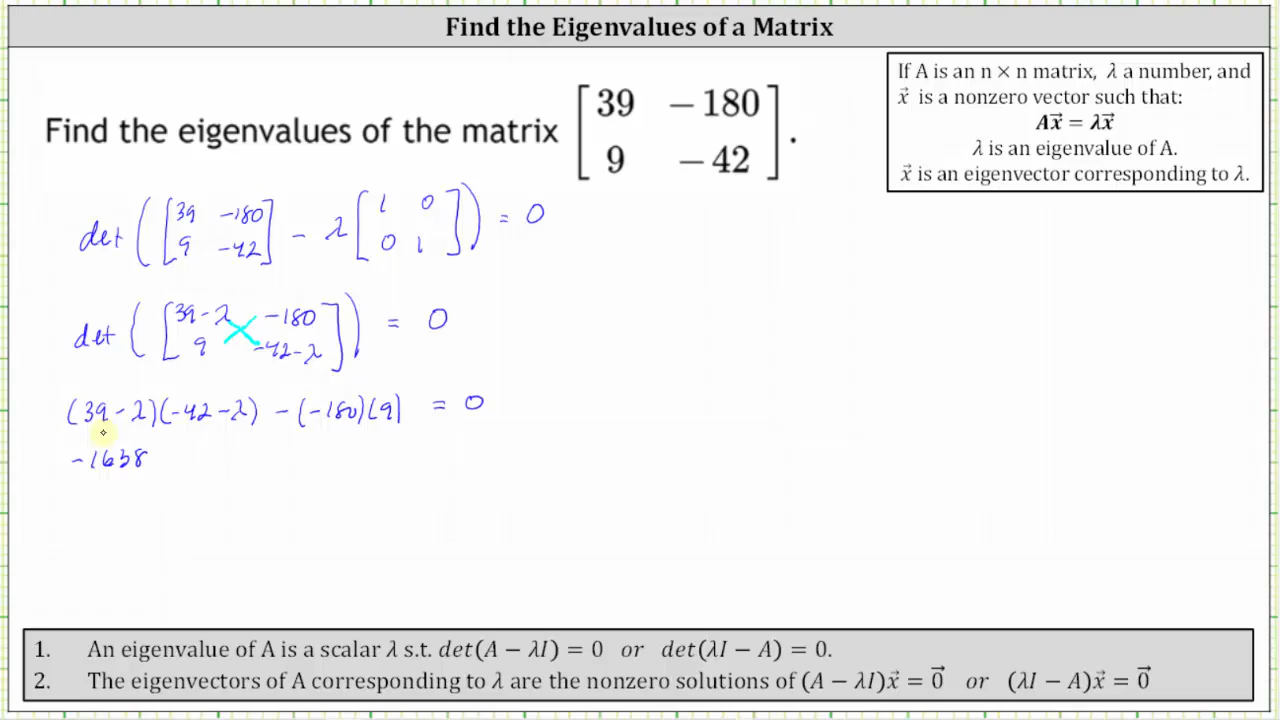 Find the Eigenvalues of a Matrix
If A is an n × n matrix, λ a number, and
x⃗ is a nonzero vector such that:
Ax⃗ = λx⃗
λ is an eigenvalue of A.
x⃗ is an eigenvector corresponding to λ.
Find the eigenvalues of the matrix [39 −180
9 −42].
det([39 -180
9 -42] - λ[1 0
0 1]) = 0
det([39-λ -180
9 -42-λ]) = 0
(39-λ)(-42-λ) - (-180)(9) = 0
-1638
1. An eigenvalue of A is a scalar λ s.t. det(A − λI) = 0 or det(λI − A) = 0.
2. The eigenvectors of A corresponding to λ are the nonzero solutions of (A − λI)x⃗ = 0⃗ or (λI − A)x⃗ = 0⃗